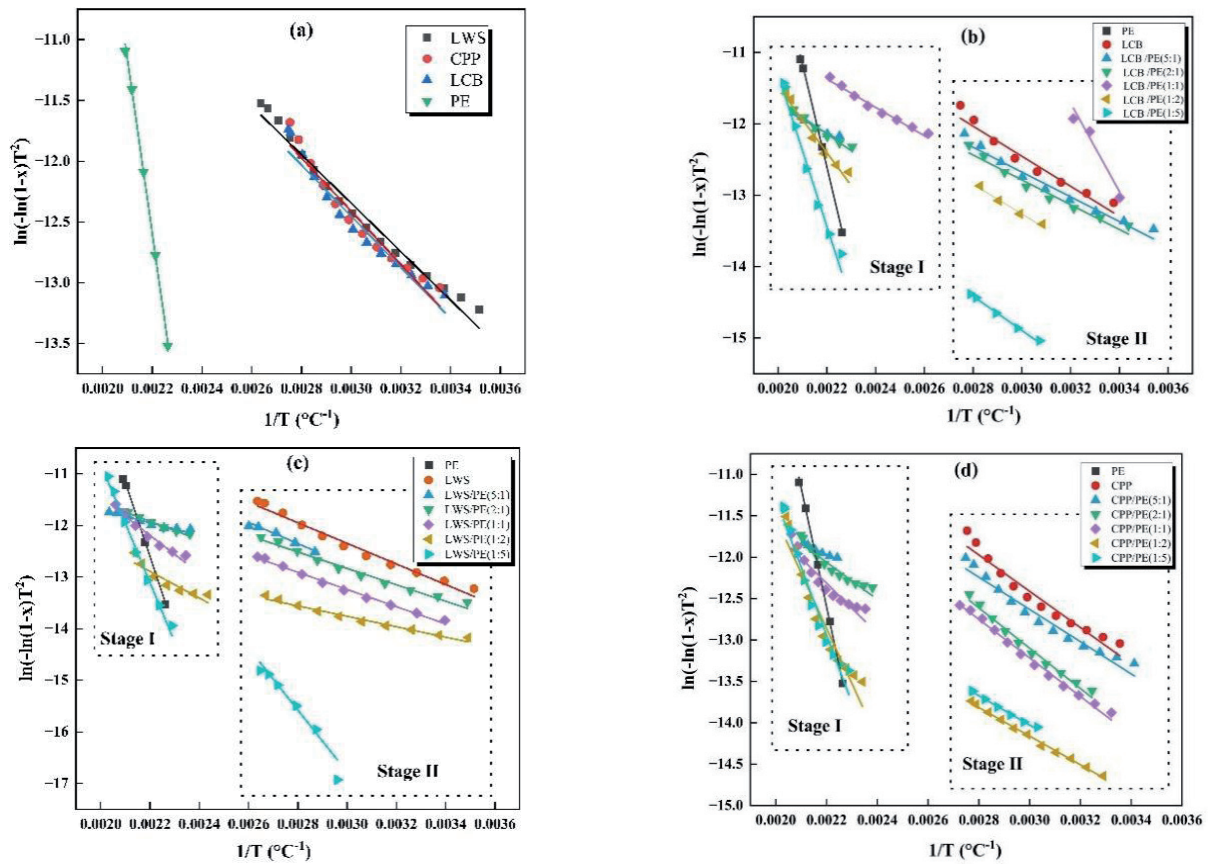 (a)
LWS
CPP
LCB
PE
ln(-ln(1-x)T²)
−11.0
−11.5
−12.0
−12.5
−13.0
−13.5
0.0020 0.0022 0.0024 0.0026 0.0028 0.0030 0.0032 0.0034 0.0036
1/T (°C⁻¹)
(b)
PE
LCB
LCB /PE(5:1)
LCB /PE(2:1)
LCB /PE(1:1)
LCB /PE(1:2)
LCB /PE(1:5)
ln(-ln(1-x)T²)
−11
−12
−13
−14
−15
Stage I
Stage II
0.0020 0.0022 0.0024 0.0026 0.0028 0.0030 0.0032 0.0034 0.0036
1/T (°C⁻¹)
(c)
PE
LWS
LWS/PE(5:1)
LWS/PE(2:1)
LWS/PE(1:1)
LWS/PE(1:2)
LWS/PE(1:5)
ln(-ln(1-x)T²)
−11
−12
−13
−14
−15
−16
−17
Stage I
Stage II
0.0020 0.0022 0.0024 0.0026 0.0028 0.0030 0.0032 0.0034 0.0036
1/T (°C⁻¹)
(d)
PE
CPP
CPP/PE(5:1)
CPP/PE(2:1)
CPP/PE(1:1)
CPP/PE(1:2)
CPP/PE(1:5)
ln(-ln(1-x)T²)
−11.0
−11.5
−12.0
−12.5
−13.0
−13.5
−14.0
−14.5
−15.0
Stage I
Stage II
0.0020 0.0022 0.0024 0.0026 0.0028 0.0030 0.0032 0.0034 0.0036
1/T (°C⁻¹)